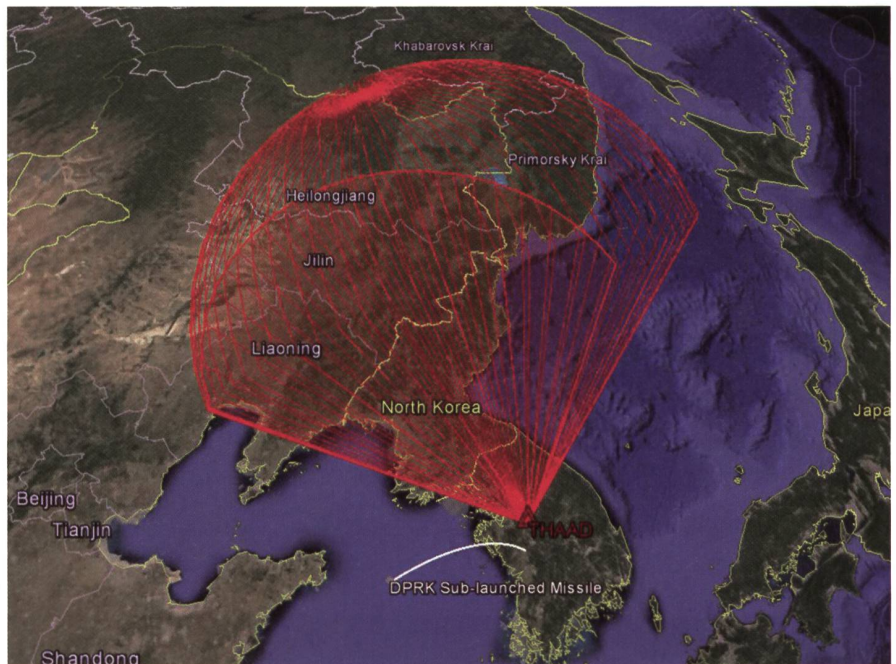 Khabarovsk Krai
Primorsky Krai
Heilongjiang
Jilin
Liaoning
North Korea
Japa
Beijing
Tianjin
THAAD
DPRK Sub-launched Missile
Shandong